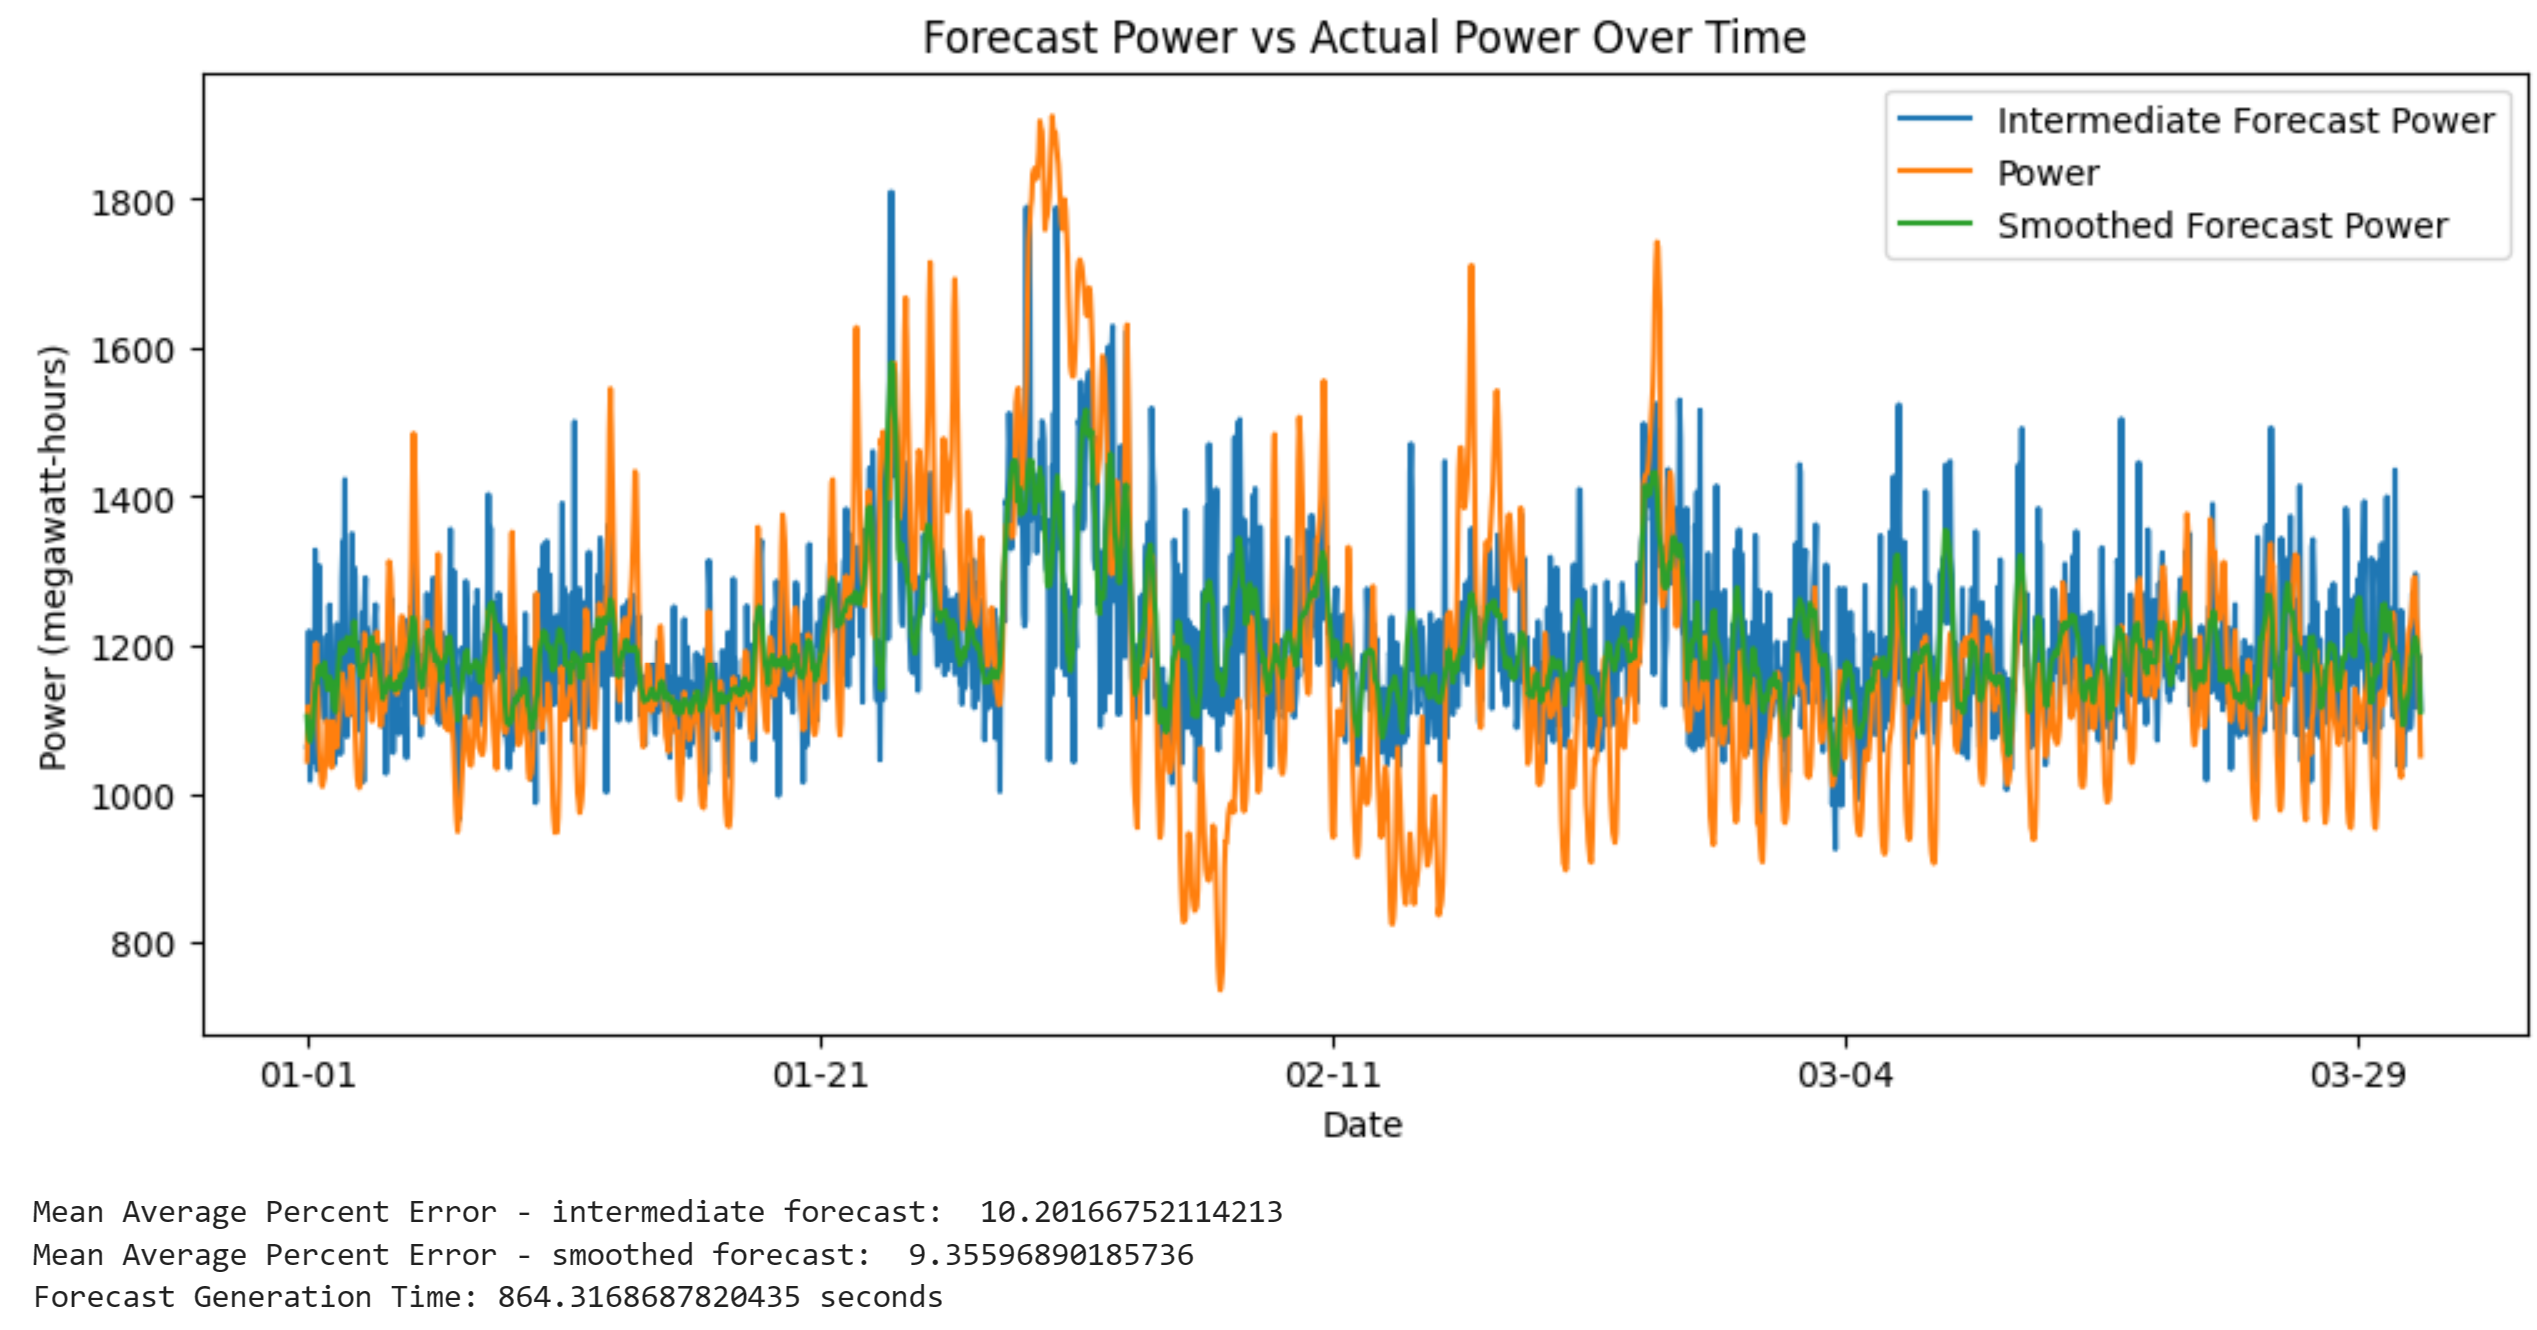 Forecast Power vs Actual Power Over Time
Intermediate Forecast Power
Power
Smoothed Forecast Power
Power (megawatt-hours)
1800
1600
1400
1200
1000
800
01-01 01-21 02-11 03-04 03-29
Date
Mean Average Percent Error - intermediate forecast:  10.20166752114213
Mean Average Percent Error - smoothed forecast:  9.35596890185736
Forecast Generation Time: 864.3168687820435 seconds